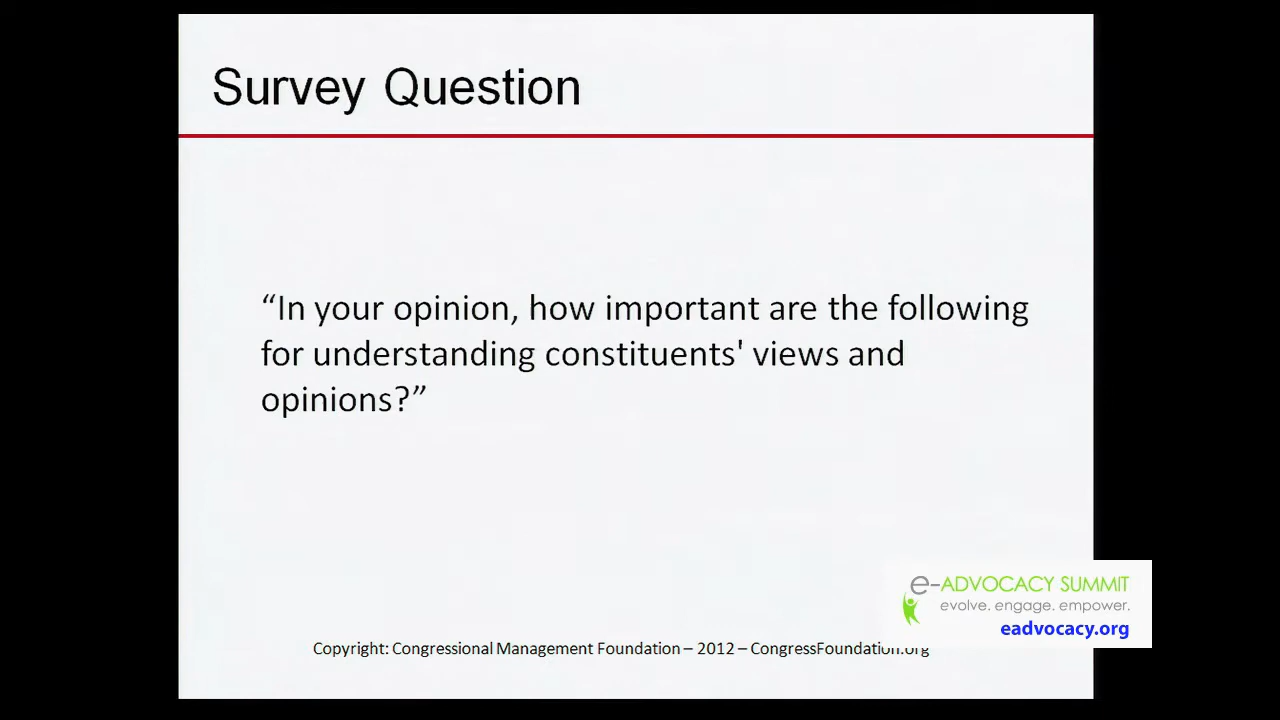 Survey Question
“In your opinion, how important are the following
for understanding constituents' views and
opinions?”
e-ADVOCACY SUMMIT
evolve. engage. empower.
eadvocacy.org
Copyright: Congressional Management Foundation – 2012 – CongressFoundation.org